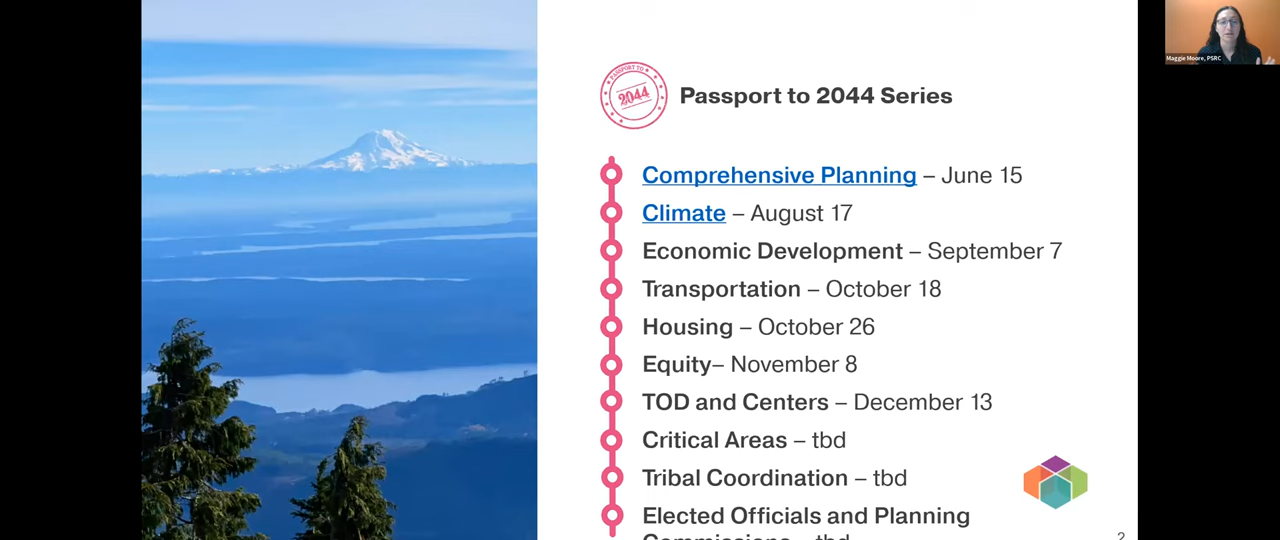 Maggie Moore, PSRC
PASSPORT TO
2044
Passport to 2044 Series
Comprehensive Planning – June 15
Climate – August 17
Economic Development – September 7
Transportation – October 18
Housing – October 26
Equity– November 8
TOD and Centers – December 13
Critical Areas – tbd
Tribal Coordination – tbd
Elected Officials and Planning
Commissions – tbd
2